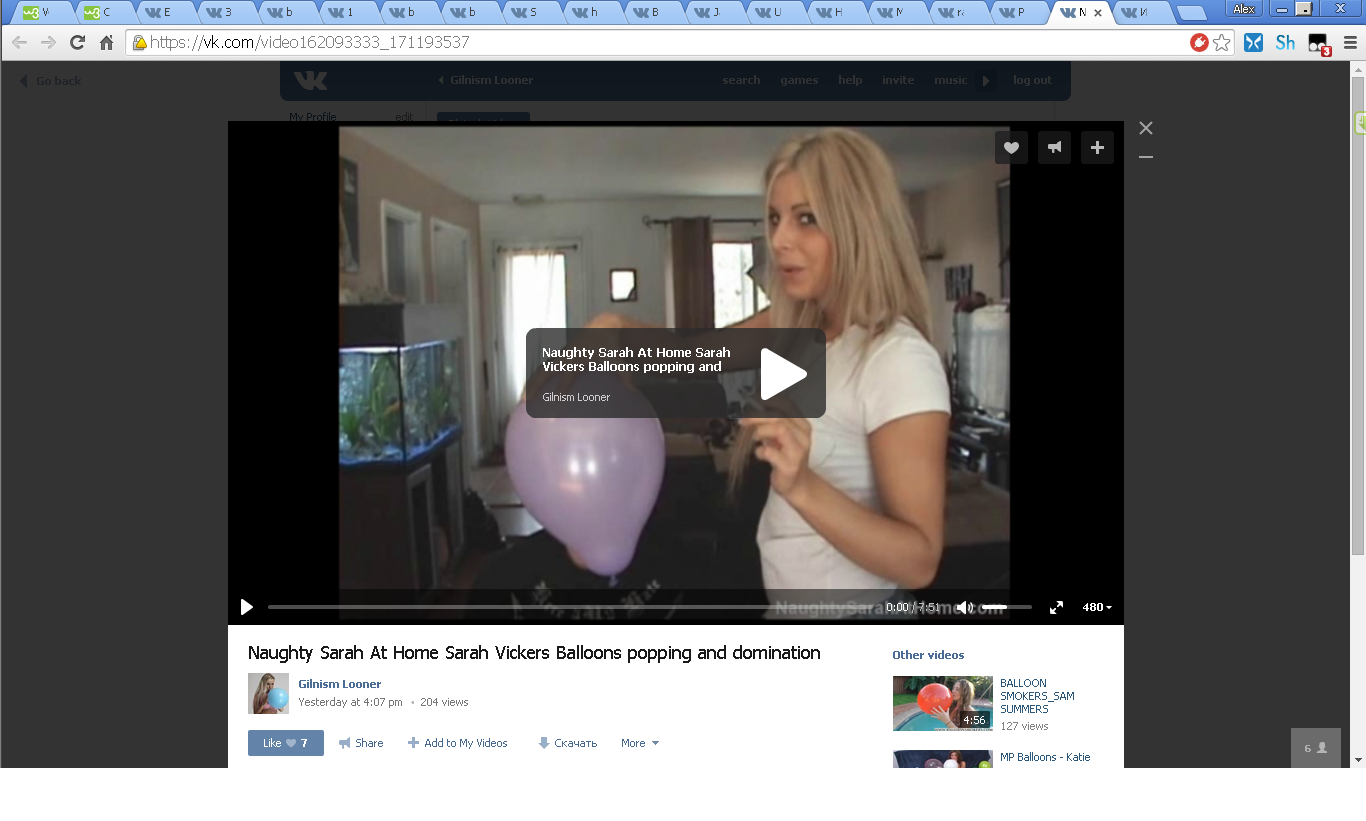 W
C
E
3
b
1
b
b
S
h
B
J
U
H
M
P
N
И
Alex
https://vk.com/video162093333_171193537
Sh
3
Go back
Gilnism Looner
search
games
help
invite
music
log out
My Profile
edit
Naughty Sarah At Home Sarah
Vickers Balloons popping and
Gilnism Looner
0:00 / 7:51
480
Naughty Sarah At Home Sarah Vickers Balloons popping and domination
Gilnism Looner
Yesterday at 4:07 pm • 204 views
Like 7
Share
Add to My Videos
Скачать
More
Other videos
4:56
BALLOON
SMOKERS_SAM
SUMMERS
127 views
MP Balloons - Katie
6